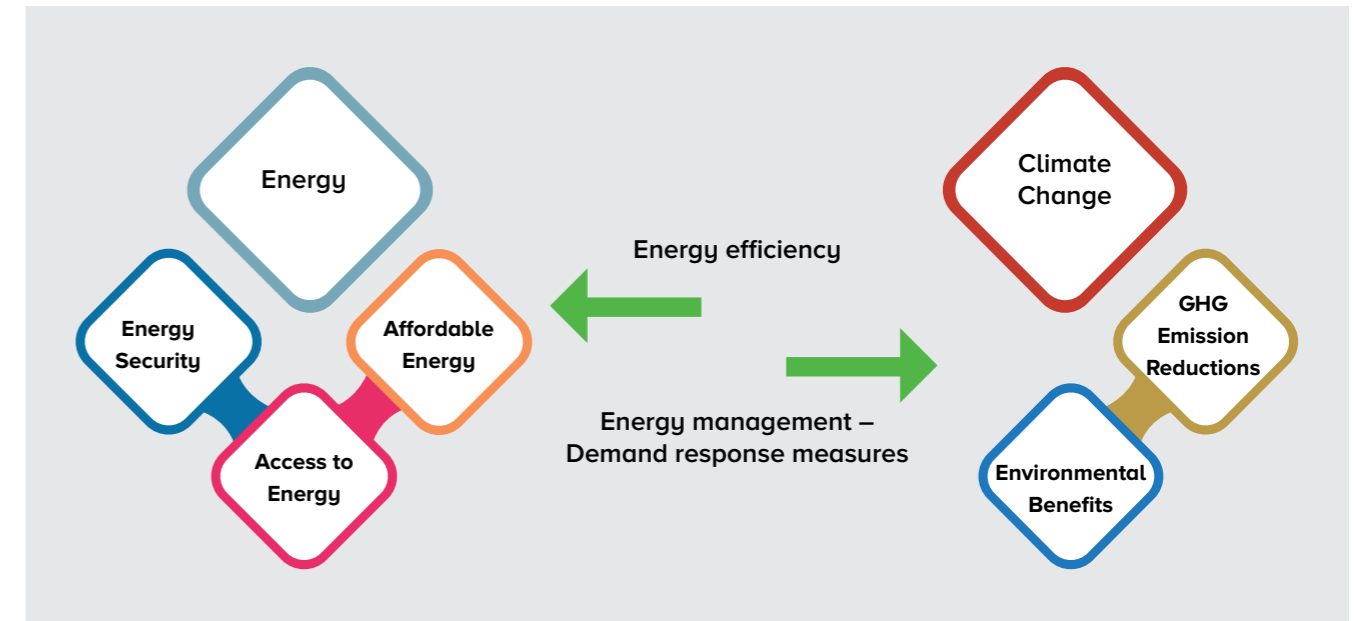 Energy
Energy
Security
Affordable
Energy
Access to
Energy
Energy efficiency
Energy management –
Demand response measures
Climate
Change
GHG
Emission
Reductions
Environmental
Benefits